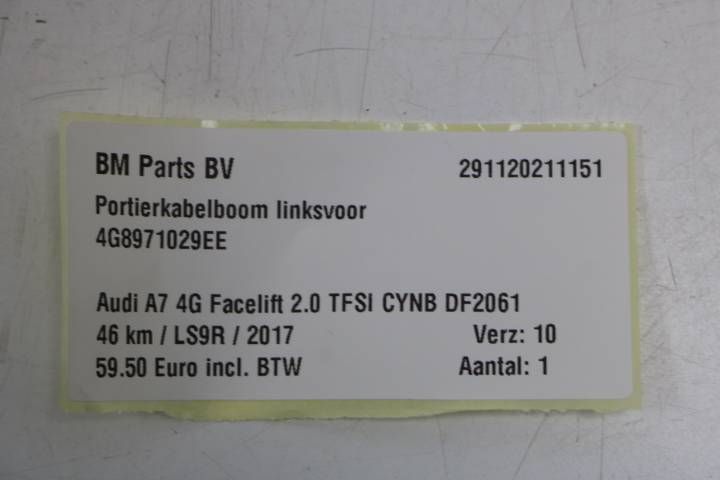 BM Parts BV 291120211151
Portierkabelboom linksvoor
4G8971029EE
Audi A7 4G Facelift 2.0 TFSI CYNB DF2061
46 km / LS9R / 2017 Verz: 10
59.50 Euro incl. BTW Aantal: 1